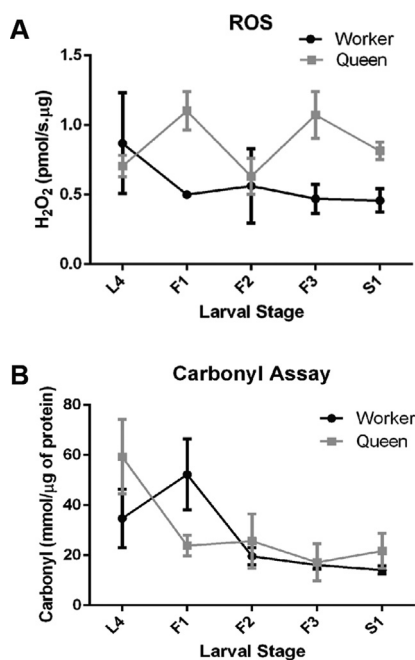 A
ROS
Worker
Queen
H₂O₂ (pmol/s.µg)
1.5
1.0
0.5
0.0
L4
F1
F2
F3
S1
Larval Stage
B
Carbonyl Assay
Worker
Queen
Carbonyl (mmol/µg of protein)
80
60
40
20
0
L4
F1
F2
F3
S1
Larval Stage